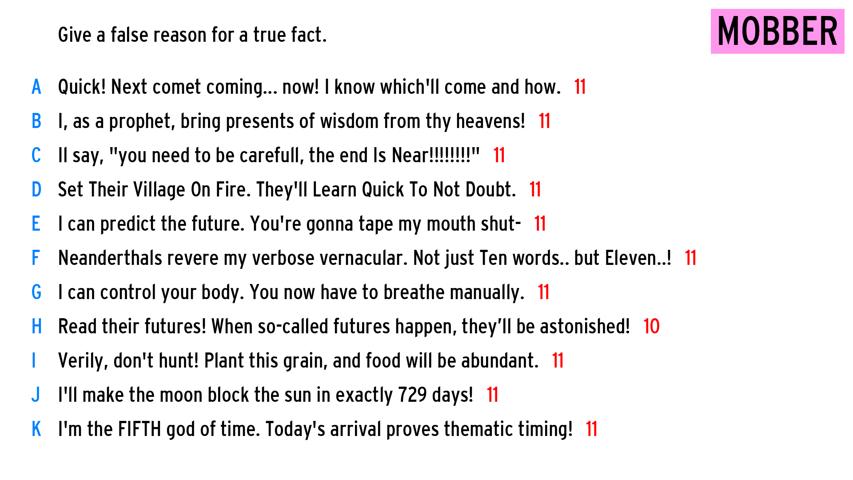 Give a false reason for a true fact.
MOBBER
A Quick! Next comet coming... now! I know which'll come and how. 11
B I, as a prophet, bring presents of wisdom from thy heavens! 11
C Il say, "you need to be carefull, the end Is Near!!!!!!!!" 11
D Set Their Village On Fire. They'll Learn Quick To Not Doubt. 11
E I can predict the future. You're gonna tape my mouth shut- 11
F Neanderthals revere my verbose vernacular. Not just Ten words.. but Eleven..! 11
G I can control your body. You now have to breathe manually. 11
H Read their futures! When so-called futures happen, they’ll be astonished! 10
I Verily, don't hunt! Plant this grain, and food will be abundant. 11
J I'll make the moon block the sun in exactly 729 days! 11
K I'm the FIFTH god of time. Today's arrival proves thematic timing! 11